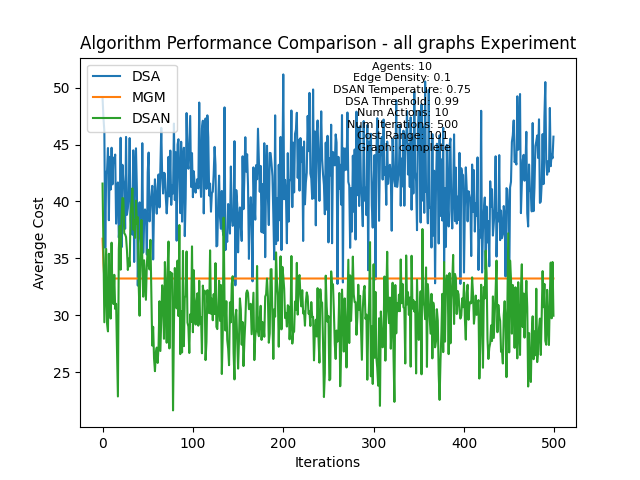 Algorithm Performance Comparison - all graphs Experiment
DSA
MGM
DSAN
Agents: 10
Edge Density: 0.1
DSAN Temperature: 0.75
DSA Threshold: 0.99
Num Actions: 10
Num Iterations: 500
Cost Range: 101
Graph: complete
Average Cost
50
45
40
35
30
25
0 100 200 300 400 500
Iterations